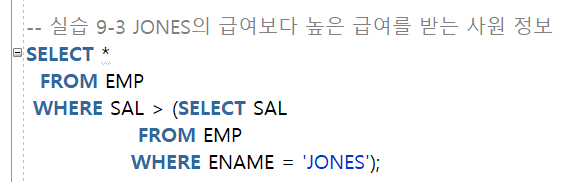 -- 실습 9-3 JONES의 급여보다 높은 급여를 받는 사원 정보
SELECT *
FROM EMP
WHERE SAL > (SELECT SAL
FROM EMP
WHERE ENAME = 'JONES');